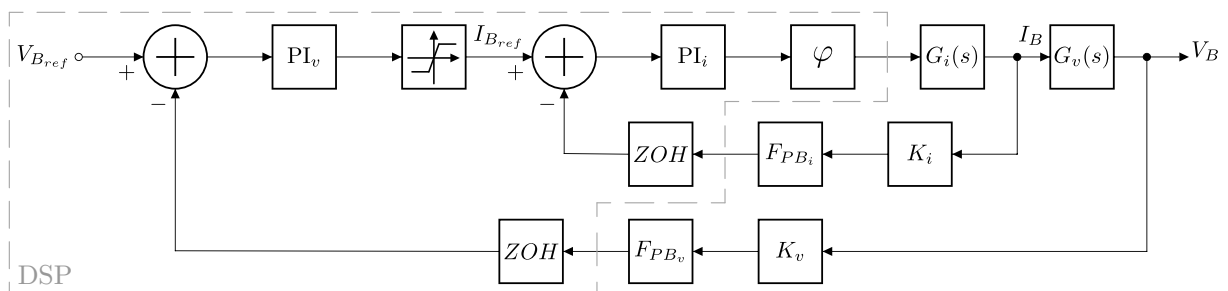 V_{B_{ref}} + − PI_v I_{B_{ref}} + − PI_i φ G_i(s) I_B G_v(s) V_B
ZOH F_{PB_i} K_i
ZOH F_{PB_v} K_v
DSP